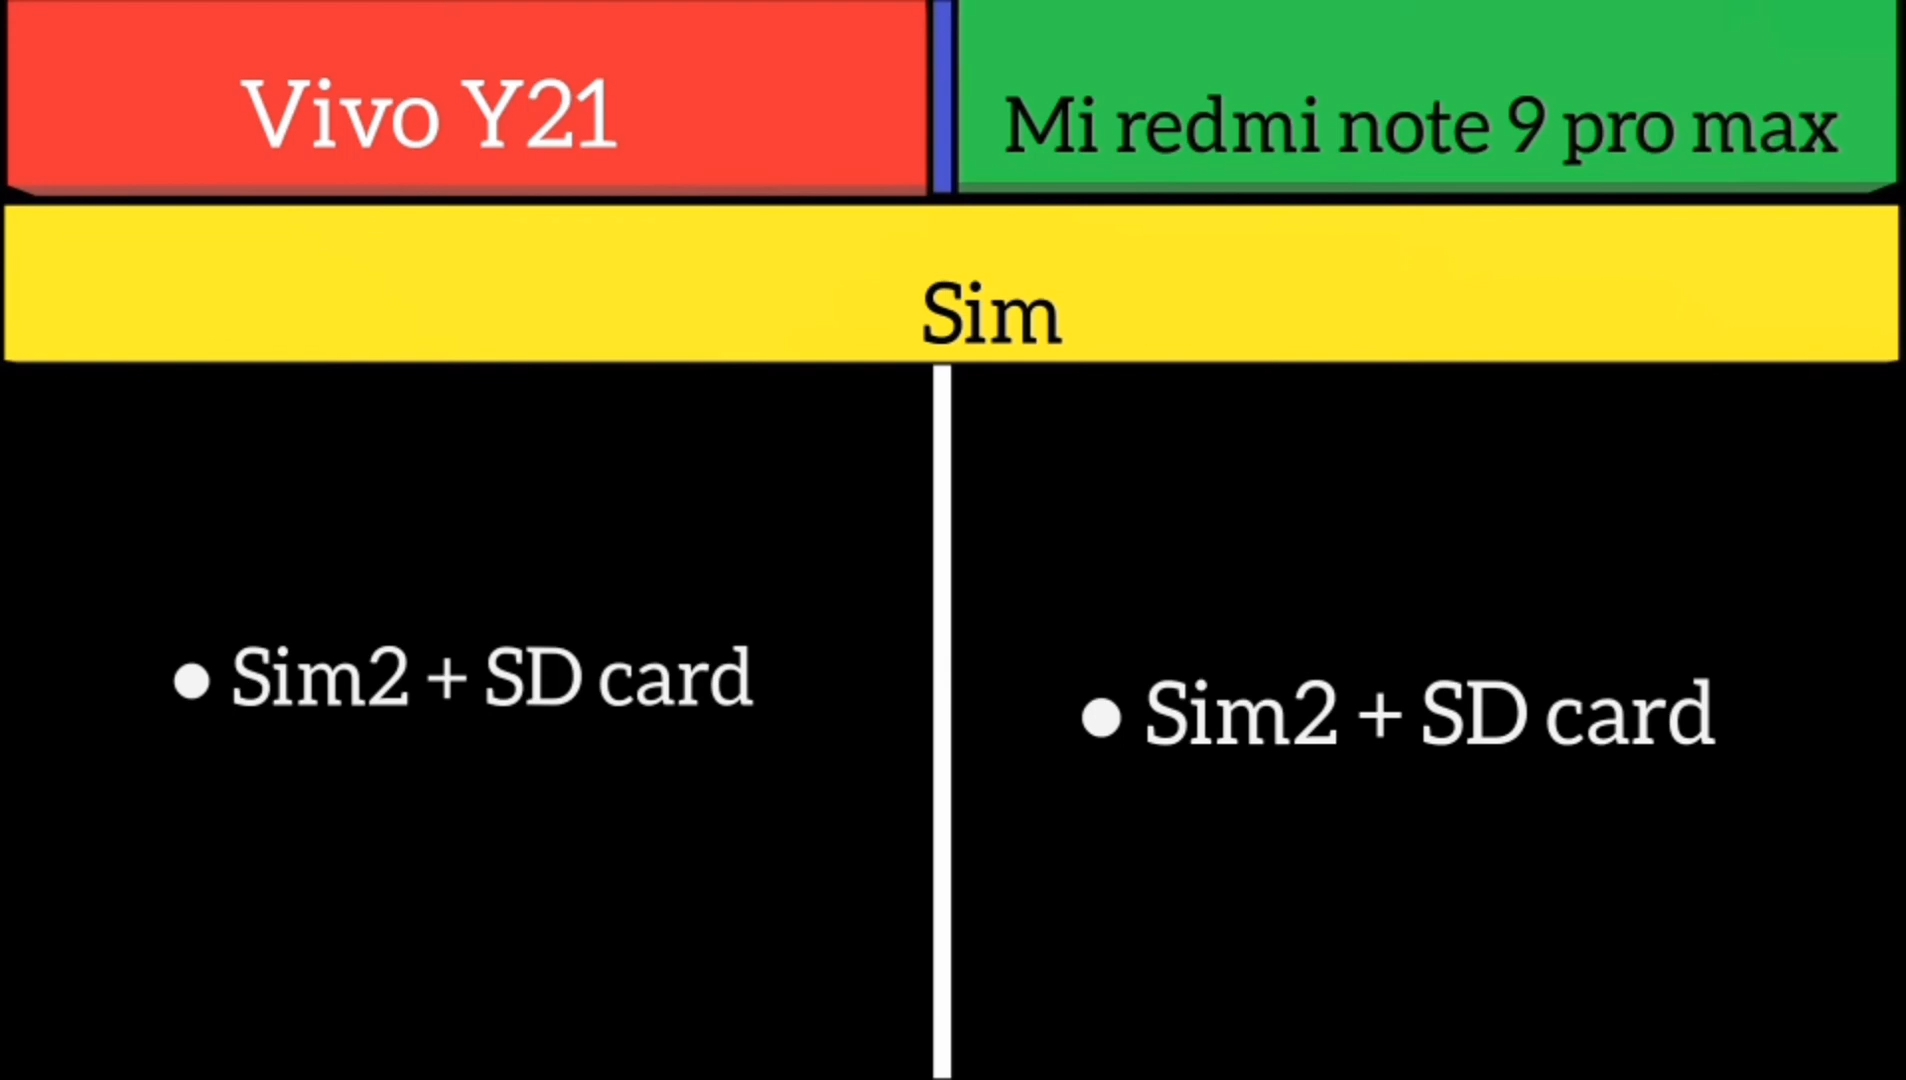 Vivo Y21
Mi redmi note 9 pro max
Sim
• Sim2 + SD card
• Sim2 + SD card